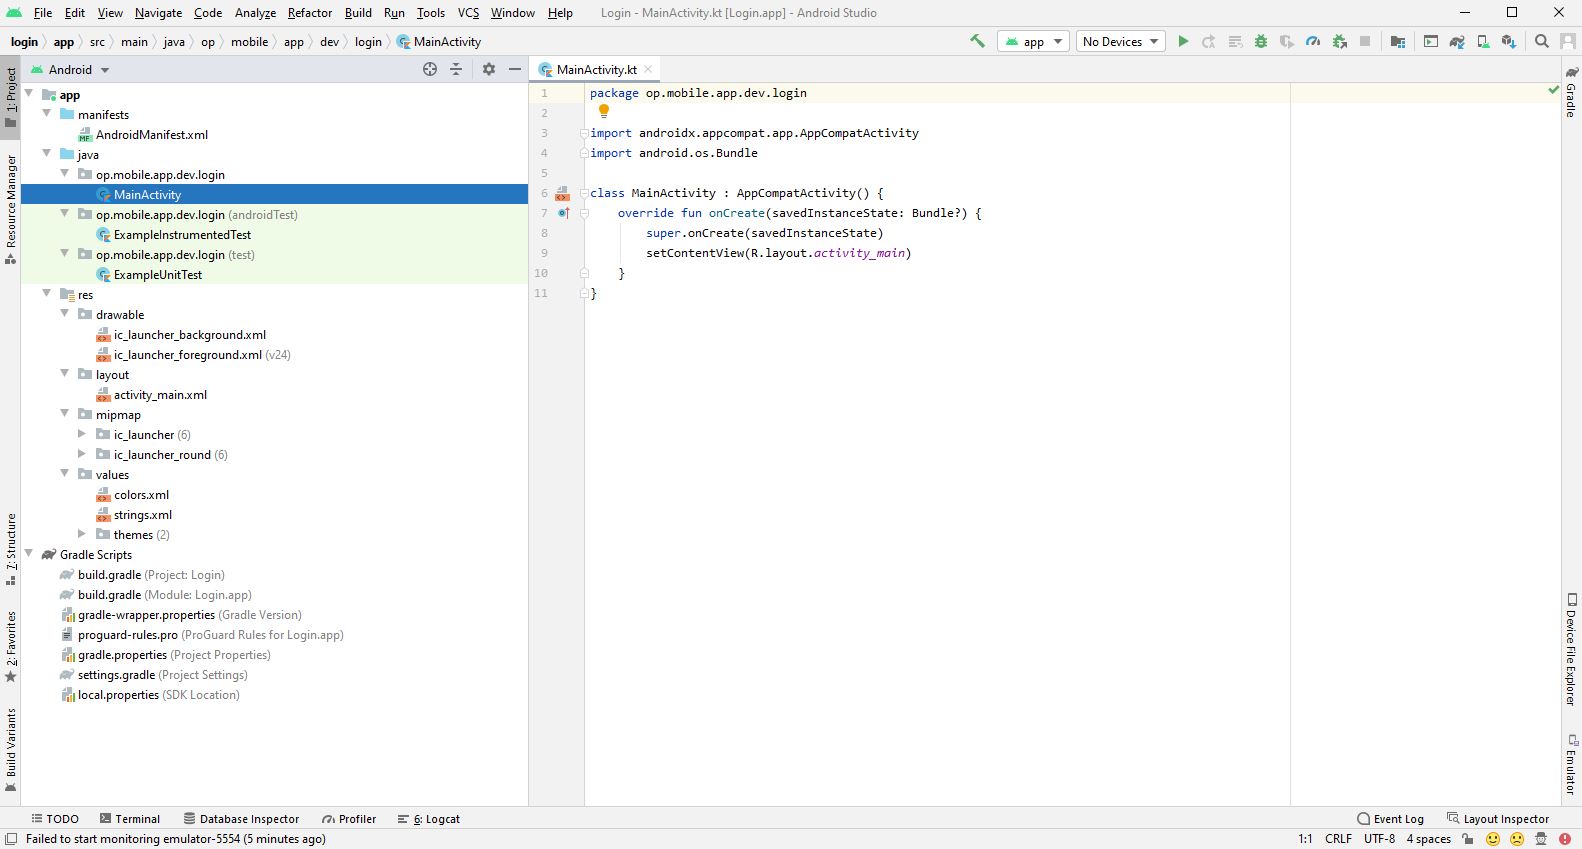 File Edit View Navigate Code Analyze Refactor Build Run Tools VCS Window Help Login - MainActivity.kt [Login.app] - Android Studio
login app src main java op mobile app dev login MainActivity app No Devices
1: Project
Resource Manager
7: Structure
2: Favorites
Build Variants
Android
app
manifests
AndroidManifest.xml
java
op.mobile.app.dev.login
MainActivity
op.mobile.app.dev.login (androidTest)
ExampleInstrumentedTest
op.mobile.app.dev.login (test)
ExampleUnitTest
res
drawable
ic_launcher_background.xml
ic_launcher_foreground.xml (v24)
layout
activity_main.xml
mipmap
ic_launcher (6)
ic_launcher_round (6)
values
colors.xml
strings.xml
themes (2)
Gradle Scripts
build.gradle (Project: Login)
build.gradle (Module: Login.app)
gradle-wrapper.properties (Gradle Version)
proguard-rules.pro (ProGuard Rules for Login.app)
gradle.properties (Project Properties)
settings.gradle (Project Settings)
local.properties (SDK Location)
MainActivity.kt
1 package op.mobile.app.dev.login
2
3 import androidx.appcompat.app.AppCompatActivity
4 import android.os.Bundle
5
6 class MainActivity : AppCompatActivity() {
7 override fun onCreate(savedInstanceState: Bundle?) {
8 super.onCreate(savedInstanceState)
9 setContentView(R.layout.activity_main)
10 }
11 }
Gradle
Device File Explorer
Emulator
TODO Terminal Database Inspector Profiler 6: Logcat Event Log Layout Inspector
Failed to start monitoring emulator-5554 (5 minutes ago) 1:1 CRLF UTF-8 4 spaces